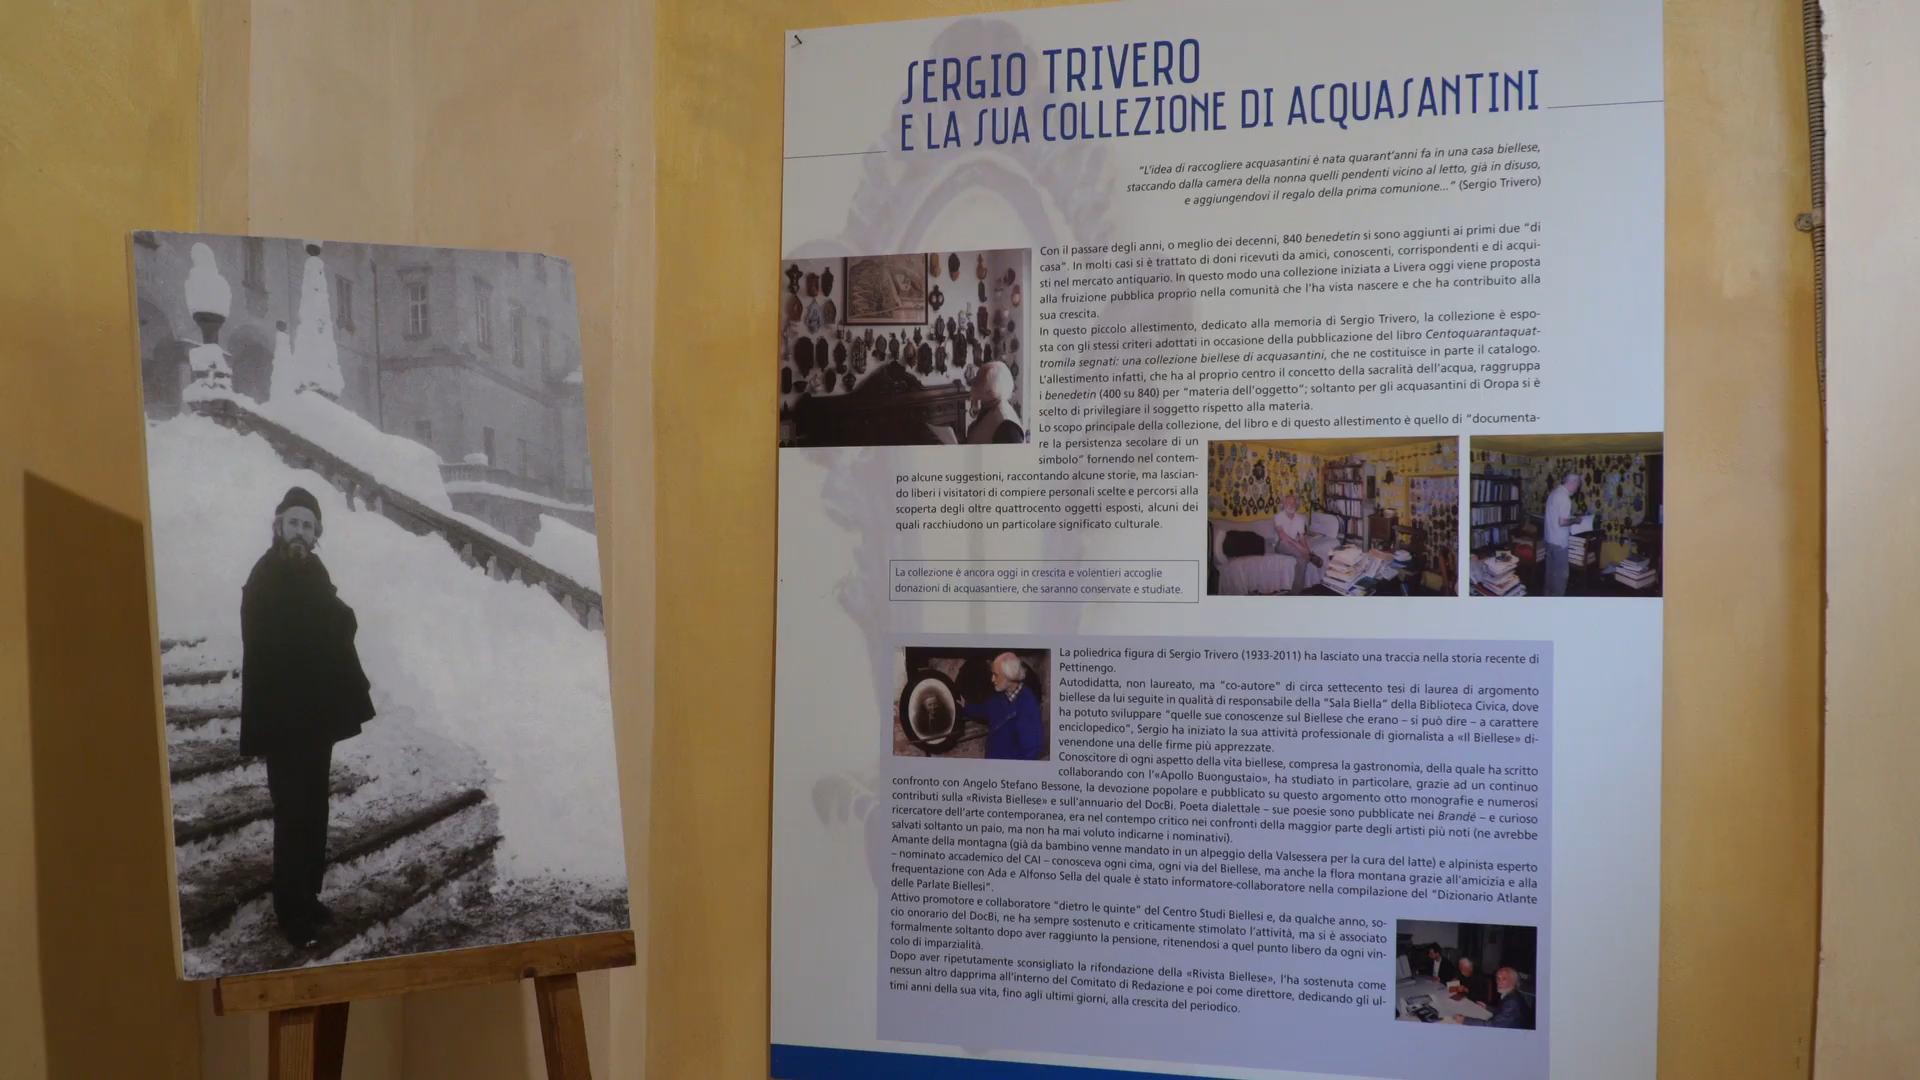 SERGIO TRIVERO
E LA SUA COLLEZIONE DI ACQUASANTINI
“L’idea di raccogliere acquasantini è nata quarant’anni fa in una casa biellese,
staccando dalla camera della nonna quelli pendenti vicino al letto, già in disuso,
e aggiungendovi il regalo della prima comunione...” (Sergio Trivero)
Con il passare degli anni, o meglio dei decenni, 840 benedetin si sono aggiunti ai primi due “di
casa”. In molti casi si è trattato di doni ricevuti da amici, conoscenti, corrispondenti e di acqui-
sti nel mercato antiquario. In questo modo una collezione iniziata a Livera oggi viene proposta
alla fruizione pubblica proprio nella comunità che l’ha vista nascere e che ha contribuito alla
sua crescita.
In questo piccolo allestimento, dedicato alla memoria di Sergio Trivero, la collezione è espo-
sta con gli stessi criteri adottati in occasione della pubblicazione del libro Centoquarantaquat-
tromila segnati: una collezione biellese di acquasantini, che ne costituisce in parte il catalogo.
L’allestimento infatti, che ha al proprio centro il concetto della sacralità dell’acqua, raggruppa
i benedetin (400 su 840) per “materia dell’oggetto”; soltanto per gli acquasantini di Oropa si è
scelto di privilegiare il soggetto rispetto alla materia.
Lo scopo principale della collezione, del libro e di questo allestimento è quello di “documenta-
re la persistenza secolare di un
simbolo” fornendo nel contem-
po alcune suggestioni, raccontando alcune storie, ma lascian-
do liberi i visitatori di compiere personali scelte e percorsi alla
scoperta degli oltre quattrocento oggetti esposti, alcuni dei
quali racchiudono un particolare significato culturale.
La collezione è ancora oggi in crescita e volentieri accoglie
donazioni di acquasantiere, che saranno conservate e studiate.
La poliedrica figura di Sergio Trivero (1933-2011) ha lasciato una traccia nella storia recente di
Pettinengo.
Autodidatta, non laureato, ma “co-autore” di circa settecento tesi di laurea di argomento
biellese da lui seguite in qualità di responsabile della “Sala Biella” della Biblioteca Civica, dove
ha potuto sviluppare “quelle sue conoscenze sul Biellese che erano – si può dire – a carattere
enciclopedico”, Sergio ha iniziato la sua attività professionale di giornalista a «Il Biellese» di-
venendone una delle firme più apprezzate.
Conoscitore di ogni aspetto della vita biellese, compresa la gastronomia, della quale ha scritto
collaborando con l’«Apollo Buongustaio», ha studiato in particolare, grazie ad un continuo
confronto con Angelo Stefano Bessone, la devozione popolare e pubblicato su questo argomento otto monografie e numerosi
contributi sulla «Rivista Biellese» e sull’annuario del DocBi. Poeta dialettale – sue poesie sono pubblicate nei Brandé – e curioso
ricercatore dell’arte contemporanea, era nel contempo critico nei confronti della maggior parte degli artisti più noti (ne avrebbe
salvati soltanto un paio, ma non ha mai voluto indicarne i nominativi).
Amante della montagna (già da bambino venne mandato in un alpeggio della Valsessera per la cura del latte) e alpinista esperto
– nominato accademico del CAI – conosceva ogni cima, ogni via del Biellese, ma anche la flora montana grazie all’amicizia e alla
frequentazione con Ada e Alfonso Sella del quale è stato informatore-collaboratore nella compilazione del “Dizionario Atlante
delle Parlate Biellesi”.
Attivo promotore e collaboratore “dietro le quinte” del Centro Studi Biellesi e, da qualche anno, so-
cio onorario del DocBi, ne ha sempre sostenuto e criticamente stimolato l’attività, ma si è associato
formalmente soltanto dopo aver raggiunto la pensione, ritenendosi a quel punto libero da ogni vin-
colo di imparzialità.
Dopo aver ripetutamente sconsigliato la rifondazione della «Rivista Biellese», l’ha sostenuta come
nessun altro dapprima all’interno del Comitato di Redazione e poi come direttore, dedicando gli ul-
timi anni della sua vita, fino agli ultimi giorni, alla crescita del periodico.